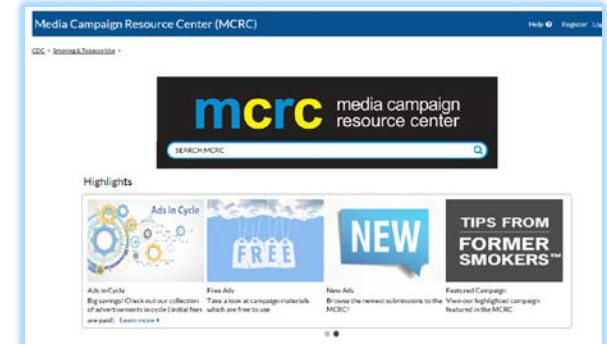 Media Campaign Resource Center (MCRC)
Help Register Log
CDC > Smoking & Tobacco Use >
mcrc media campaign
resource center
SEARCH MCRC
Highlights
Ads in Cycle
FREE
NEW
TIPS FROM
FORMER
SMOKERS™
Ads in Cycle
Big savings! Check out our collection
of advertisements in cycle (initial fees
are paid). Learn more
Free Ads
Take a look at campaign materials
which are free to use
New Ads
Browse the newest submissions to the
MCRC!
Featured Campaign
View our highlighted campaign
featured in the MCRC